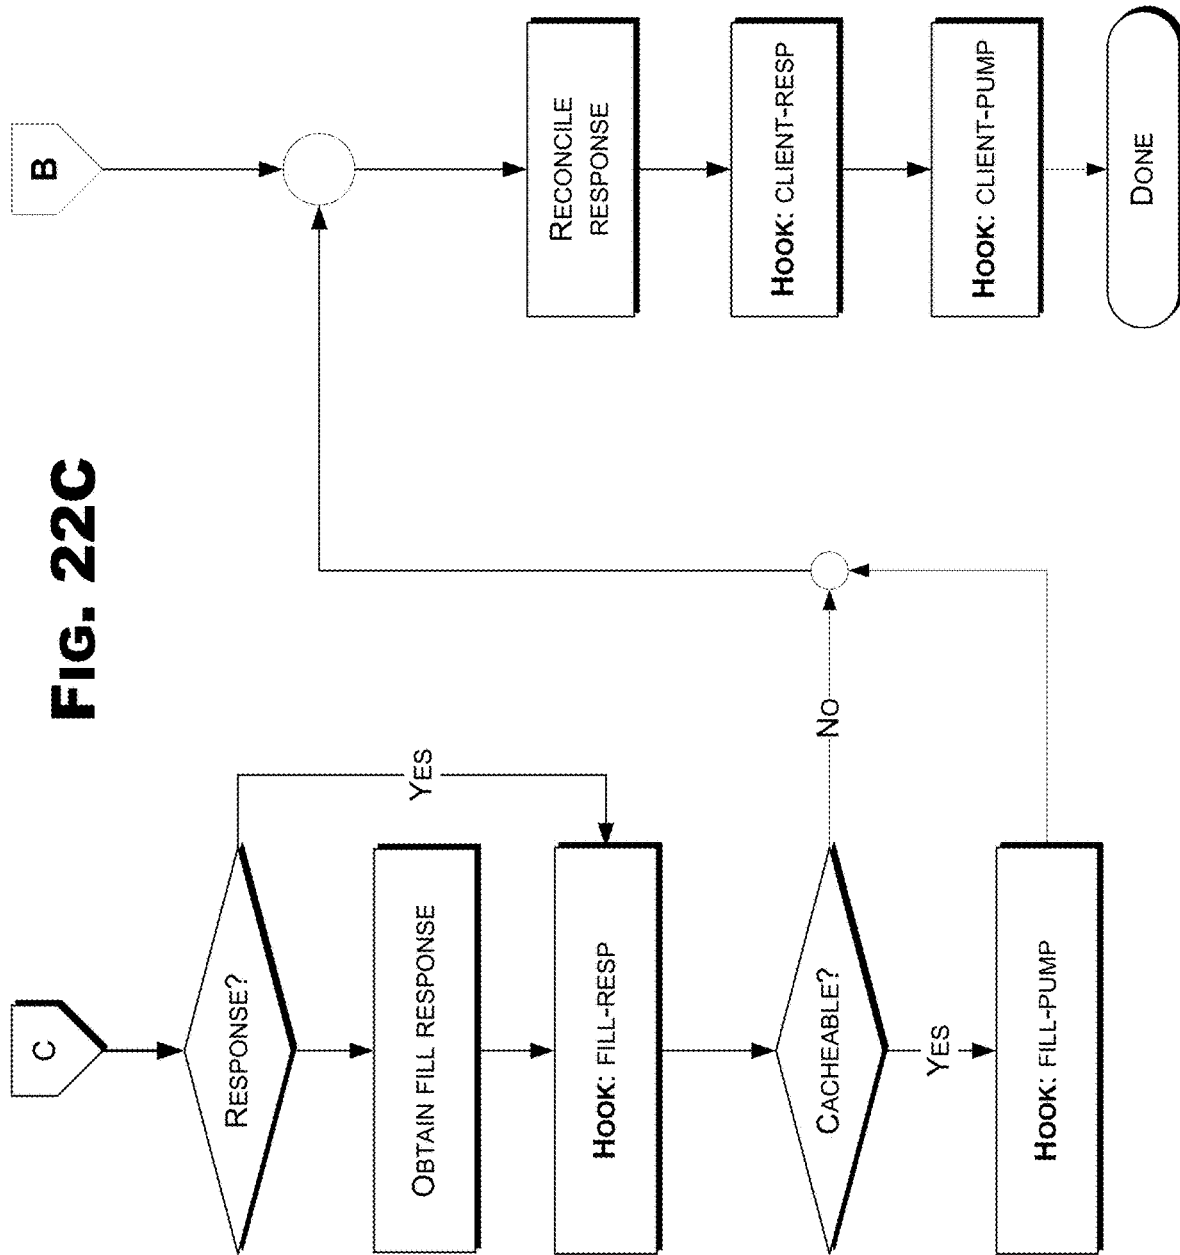 FIG. 22C
C
RESPONSE?
YES
OBTAIN FILL RESPONSE
HOOK: FILL-RESP
CACHEABLE?
NO
YES
HOOK: FILL-PUMP
B
RECONCILE
RESPONSE
HOOK: CLIENT-RESP
HOOK: CLIENT-PUMP
DONE